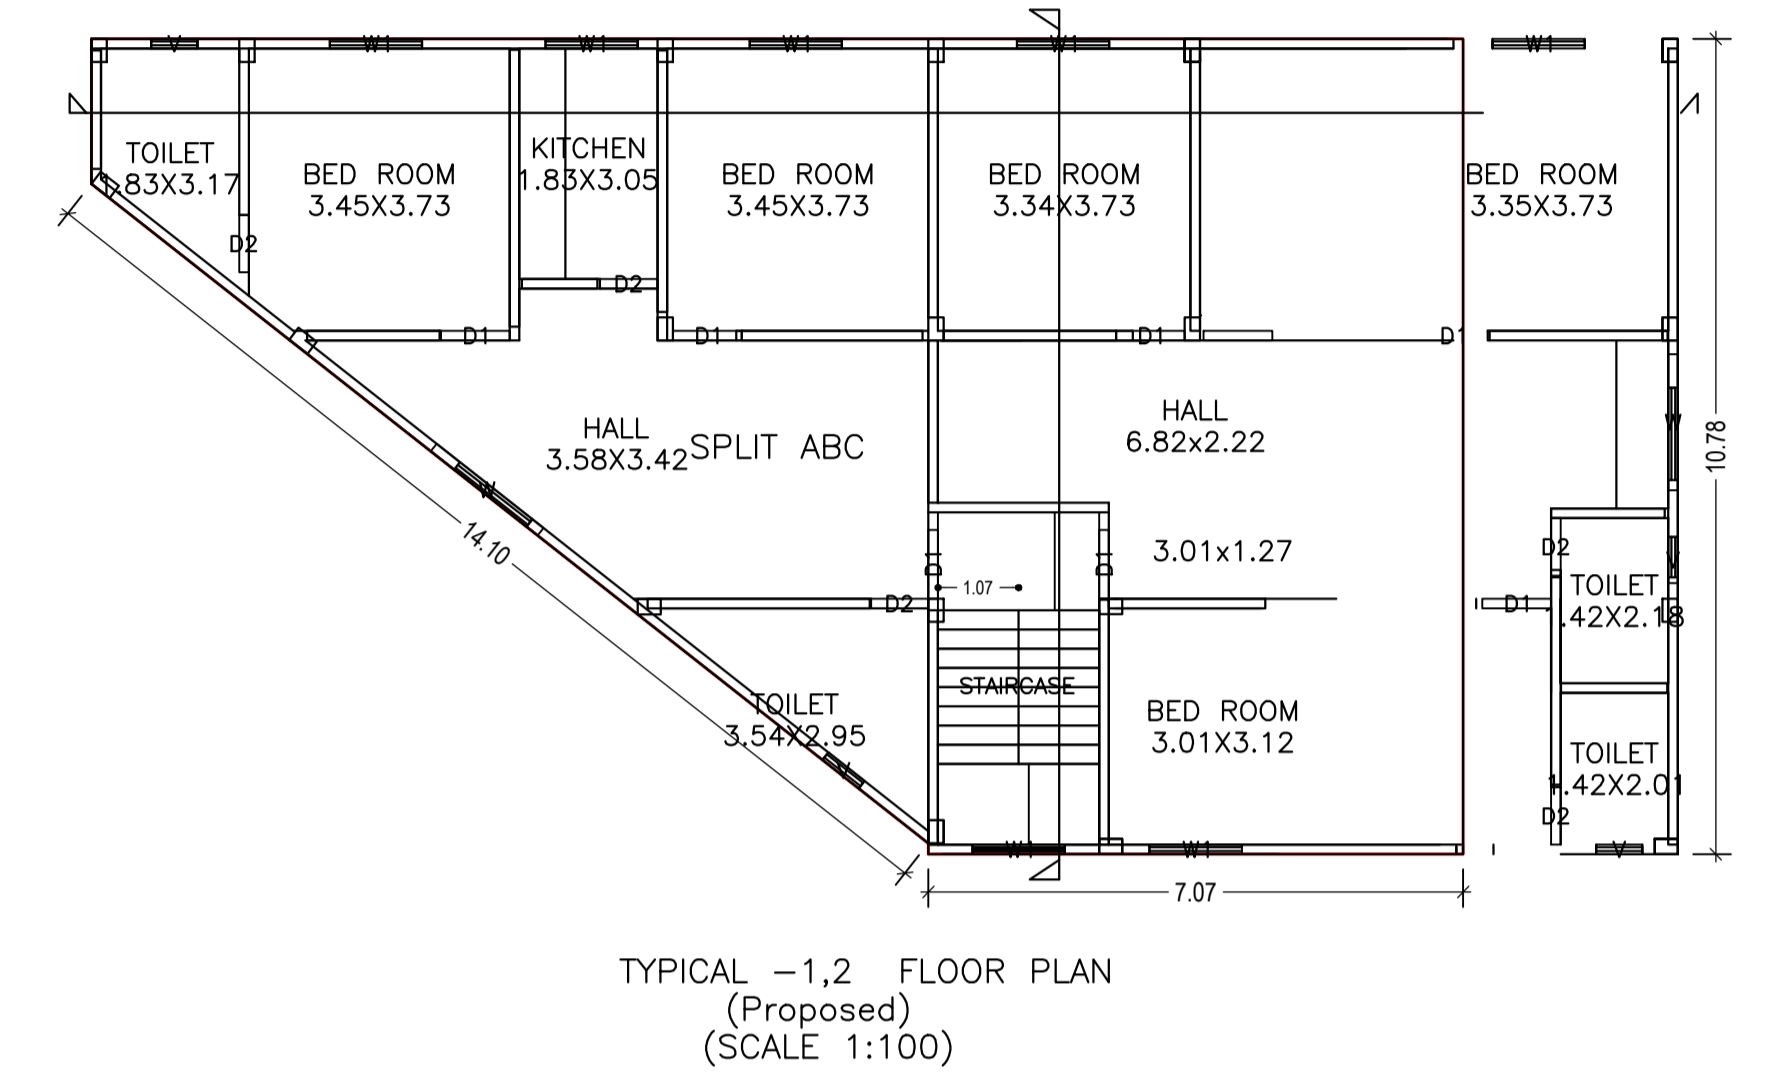 V
W1
W1
W1
W1
W1
TOILET
1.83X3.17
BED ROOM
3.45X3.73
KITCHEN
1.83X3.05
BED ROOM
3.45X3.73
BED ROOM
3.34X3.73
BED ROOM
3.35X3.73
D2
D2
D1
D1
D1
D1
HALL
3.58X3.42
SPLIT ABC
HALL
6.82x2.22
W
10.78
W
14.10
3.01x1.27
D1
D1
D2
V
1.07
D2
D1
TOILET
1.42X2.18
STAIRCASE
TOILET
3.54X2.95
V
BED ROOM
3.01X3.12
TOILET
1.42X2.01
D2
W1
W1
V
7.07
TYPICAL -1,2 FLOOR PLAN
(Proposed)
(SCALE 1:100)